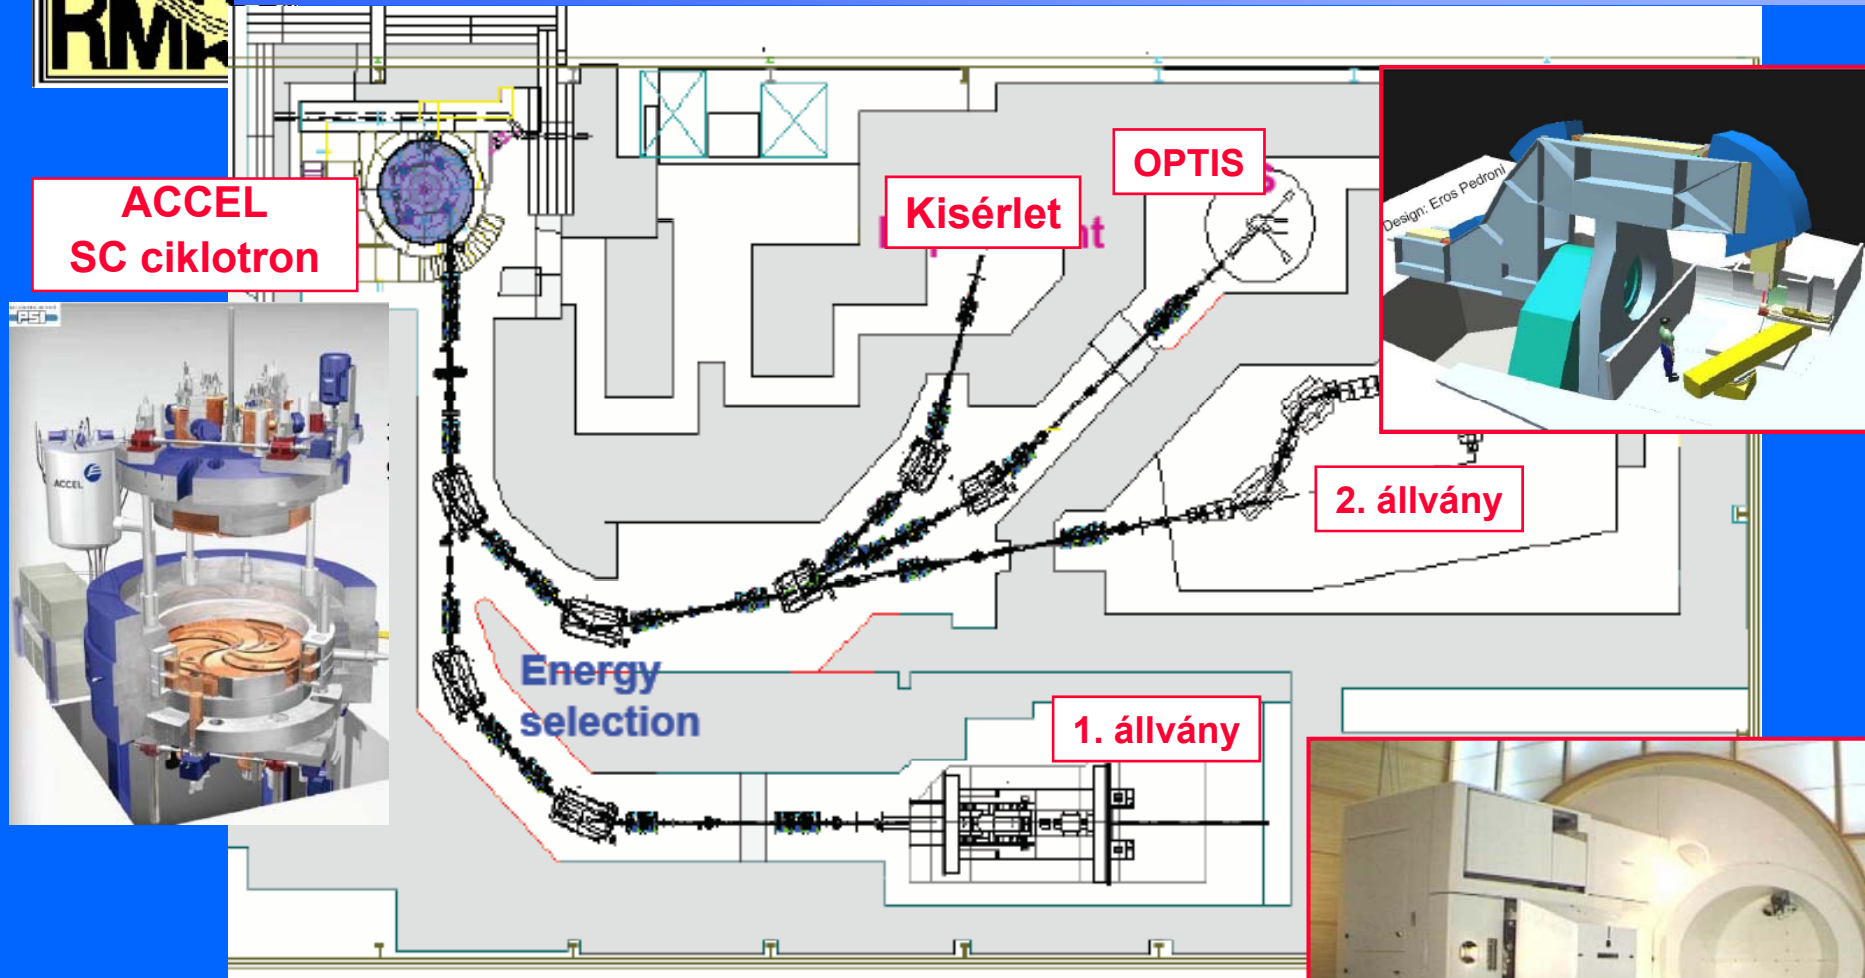 RMK
ACCEL
SC ciklotron
PSI
ACCEL
Kisérlet
OPTIS
Design: Eros Pedroni
2. állvány
Energy
selection
1. állvány